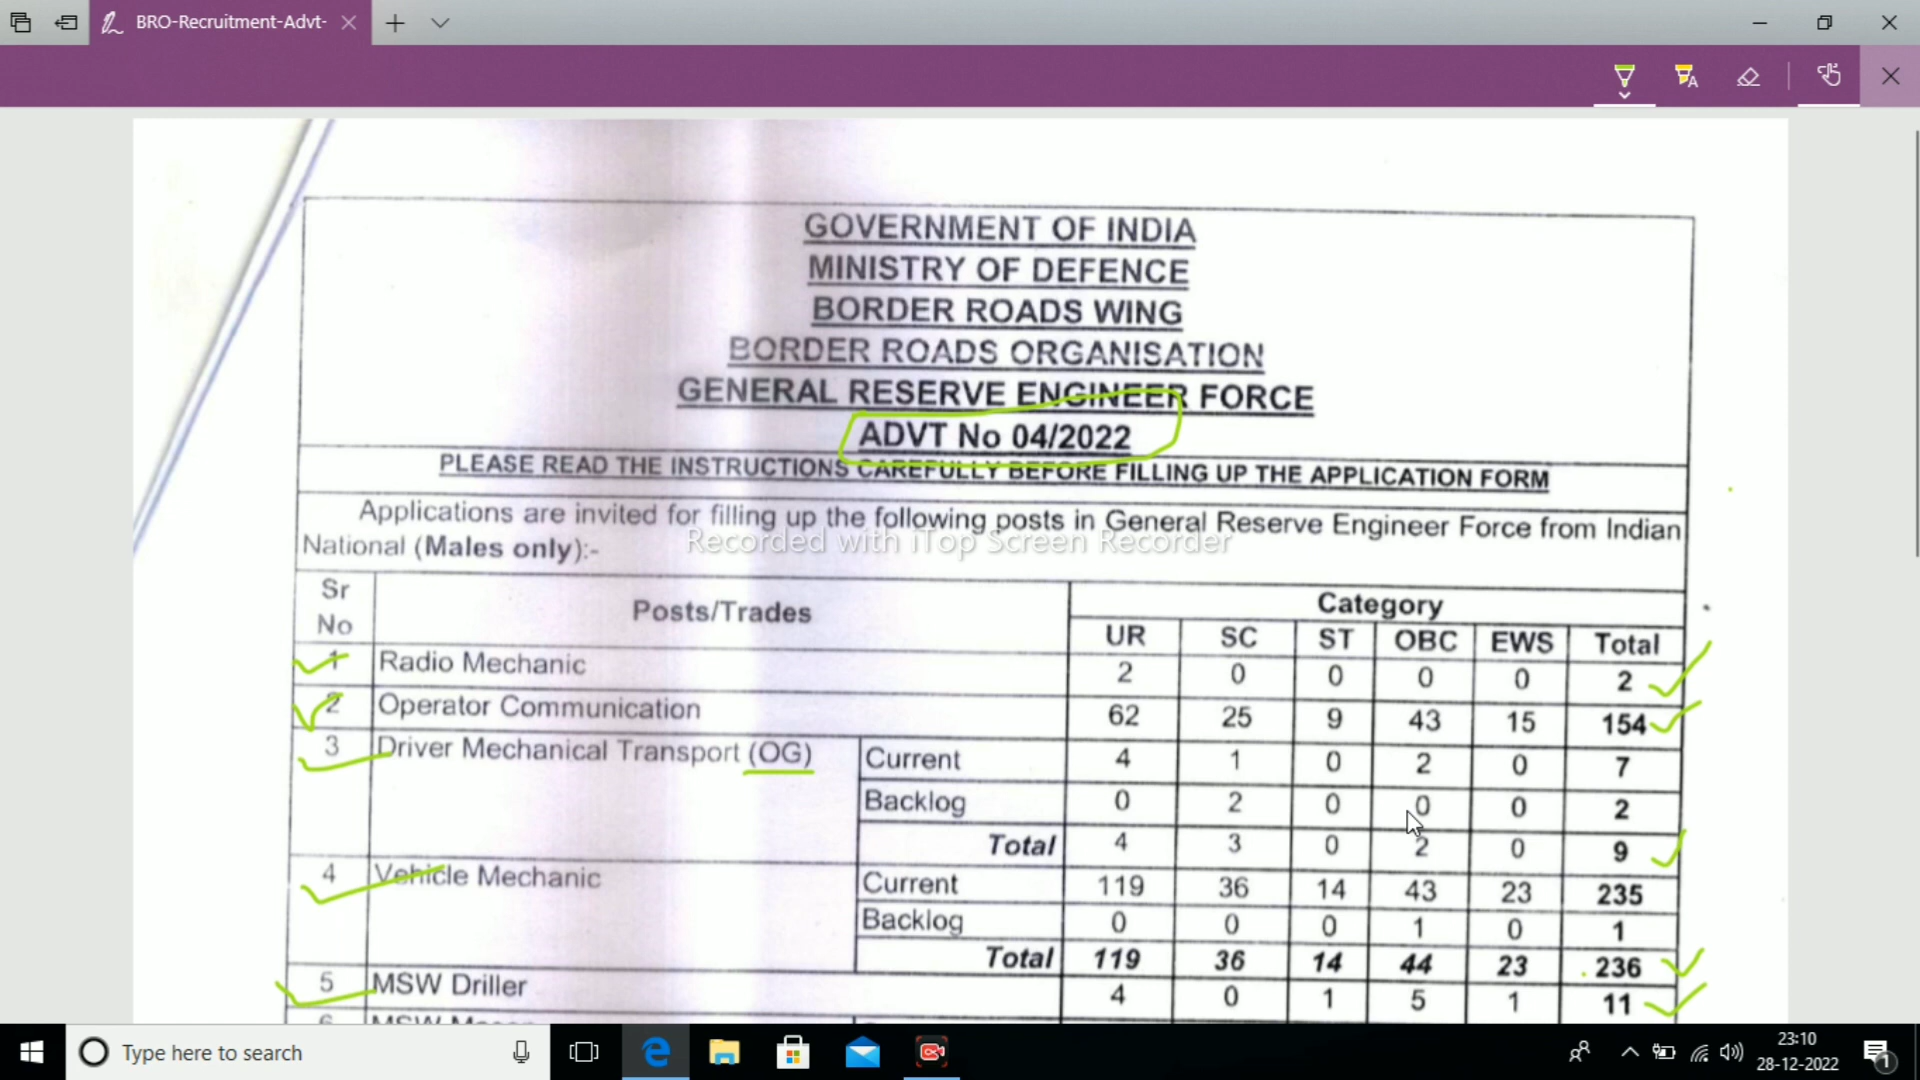 BRO-Recruitment-Advt-
GOVERNMENT OF INDIA
MINISTRY OF DEFENCE
BORDER ROADS WING
BORDER ROADS ORGANISATION
GENERAL RESERVE ENGINEER FORCE
ADVT No 04/2022
PLEASE READ THE INSTRUCTIONS CAREFULLY BEFORE FILLING UP THE APPLICATION FORM
Applications are invited for filling up the following posts in General Reserve Engineer Force from Indian
National (Males only):-
Recorded with iTop Screen Recorder
Sr No Posts/Trades Category
UR SC ST OBC EWS Total
1 Radio Mechanic 2 0 0 0 0 2
2 Operator Communication 62 25 9 43 15 154
3 Driver Mechanical Transport (OG) Current 4 1 0 2 0 7
Backlog 0 2 0 0 0 2
Total 4 3 0 2 0 9
4 Vehicle Mechanic Current 119 36 14 43 23 235
Backlog 0 0 0 1 0 1
Total 119 36 14 44 23 236
5 MSW Driller 4 0 1 5 1 11
Type here to search
23:10
28-12-2022
1